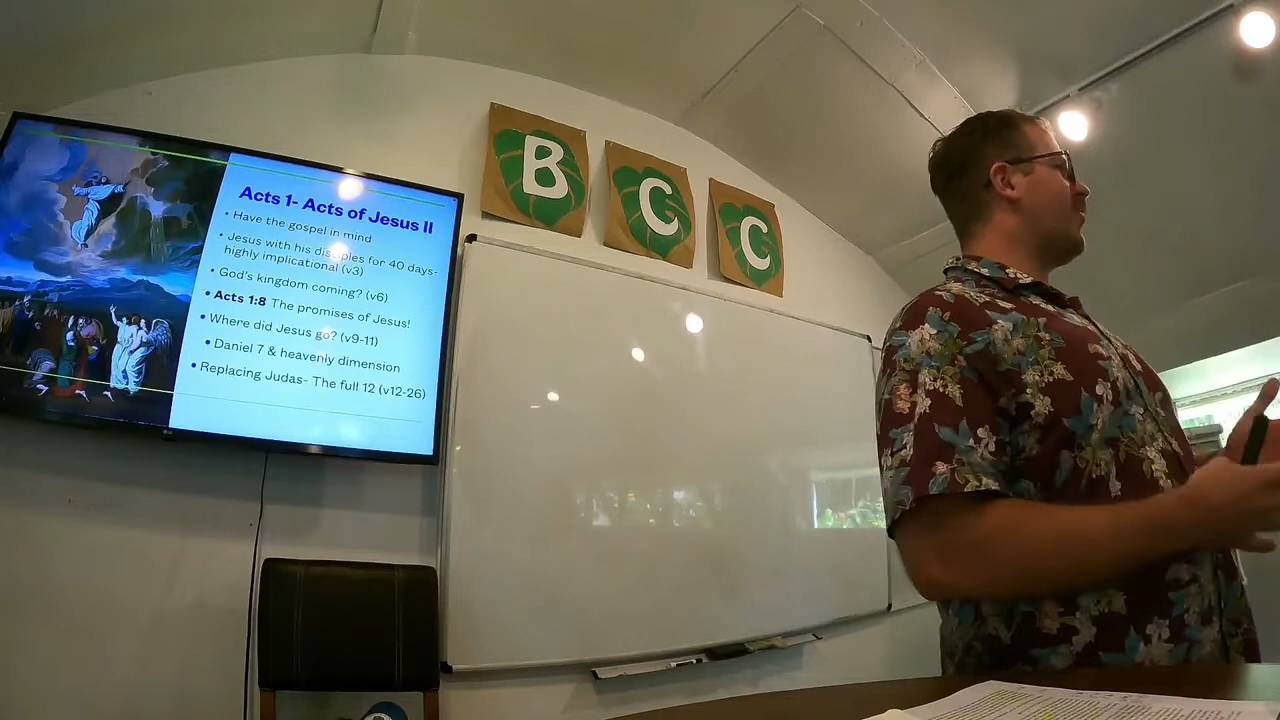 Acts 1- Acts of Jesus II
• Have the gospel in mind
• Jesus with his disciples for 40 days-
highly implicational (v3)
• God's kingdom coming? (v6)
• Acts 1:8 The promises of Jesus!
• Where did Jesus go? (v9-11)
• Daniel 7 & heavenly dimension
• Replacing Judas- The full 12 (v12-26)
B C C